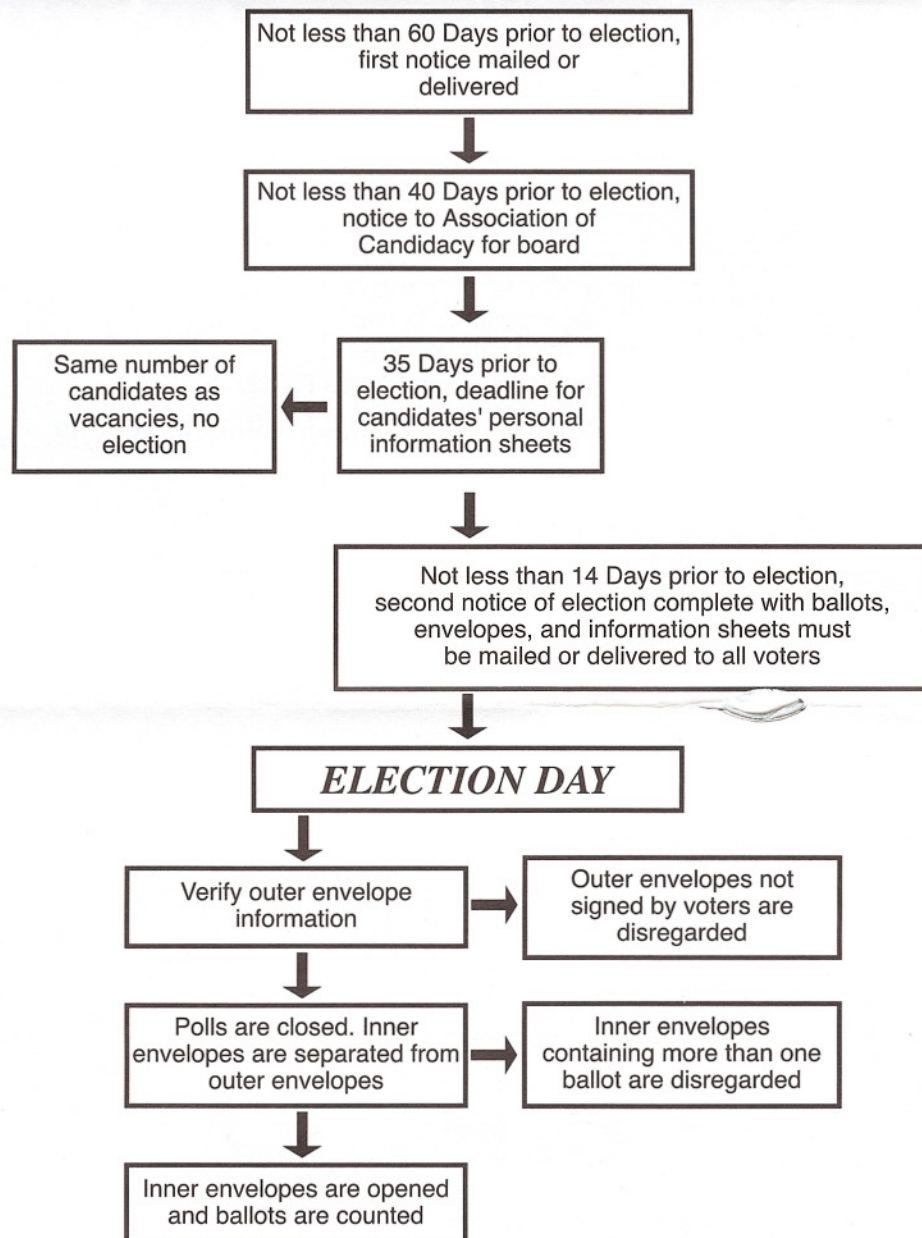 Not less than 60 Days prior to election,
first notice mailed or
delivered
Not less than 40 Days prior to election,
notice to Association of
Candidacy for board
Same number of
candidates as
vacancies, no
election
35 Days prior to
election, deadline for
candidates' personal
information sheets
Not less than 14 Days prior to election,
second notice of election complete with ballots,
envelopes, and information sheets must
be mailed or delivered to all voters
ELECTION DAY
Verify outer envelope
information
Outer envelopes not
signed by voters are
disregarded
Polls are closed. Inner
envelopes are separated from
outer envelopes
Inner envelopes
containing more than one
ballot are disregarded
Inner envelopes are opened
and ballots are counted